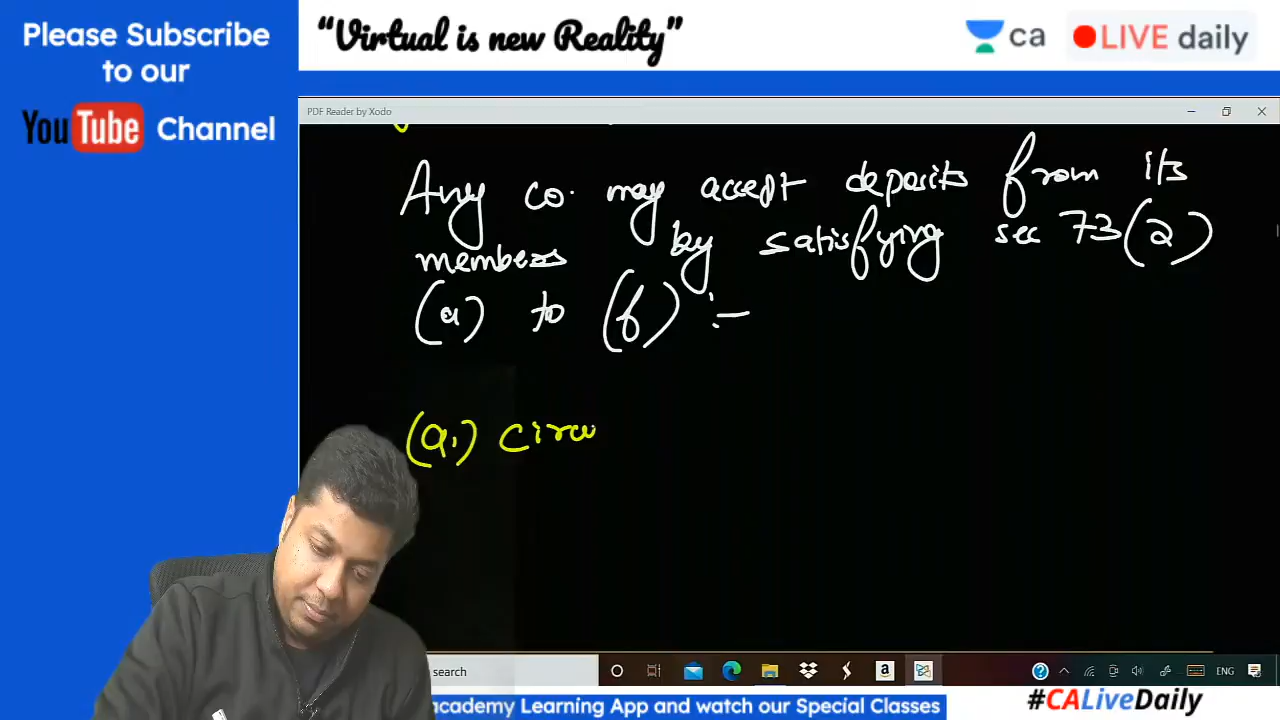 Please Subscribe
to our
YouTube Channel
“Virtual is new Reality”
ca
LIVE daily
PDF Reader by Xodo
Any co. may accept deposits from its
members by satisfying sec 73(2)
(a) to (f) :-
(a.) circu
search
ENG
academy Learning App and watch our Special Classes
#CALiveDaily